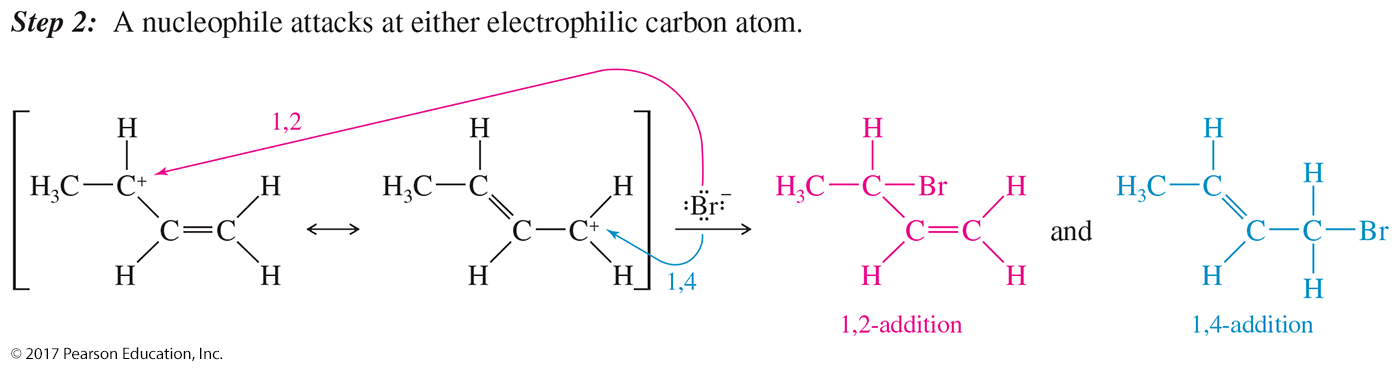 Step 2: A nucleophile attacks at either electrophilic carbon atom.
H 1,2 H H H
H₃C—C+ H H₃C—C H :Br:⁻ H₃C—C—Br H H₃C—C H
C=C ↔ C—C+ C=C and C—C—Br
H H H H 1,4 H H H H
1,2-addition 1,4-addition
© 2017 Pearson Education, Inc.